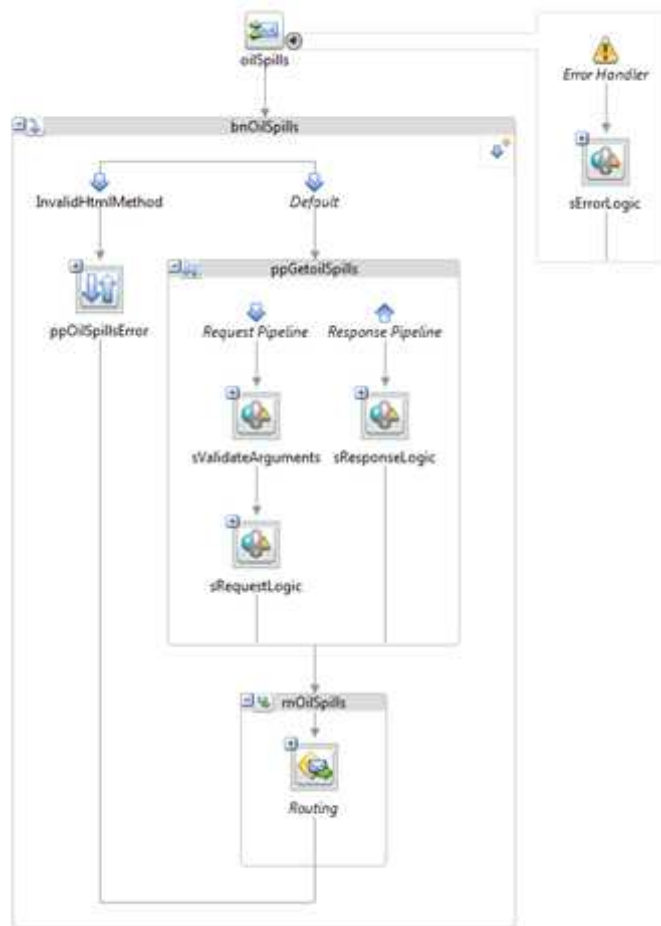 oilSpills
Error Handler
sErrorLogic
bnOilSpills
InvalidHtmlMethod
Default
ppOilSpillsError
ppGetoilSpills
Request Pipeline
Response Pipeline
sValidateArguments
sResponseLogic
sRequestLogic
rnOilSpills
Routing